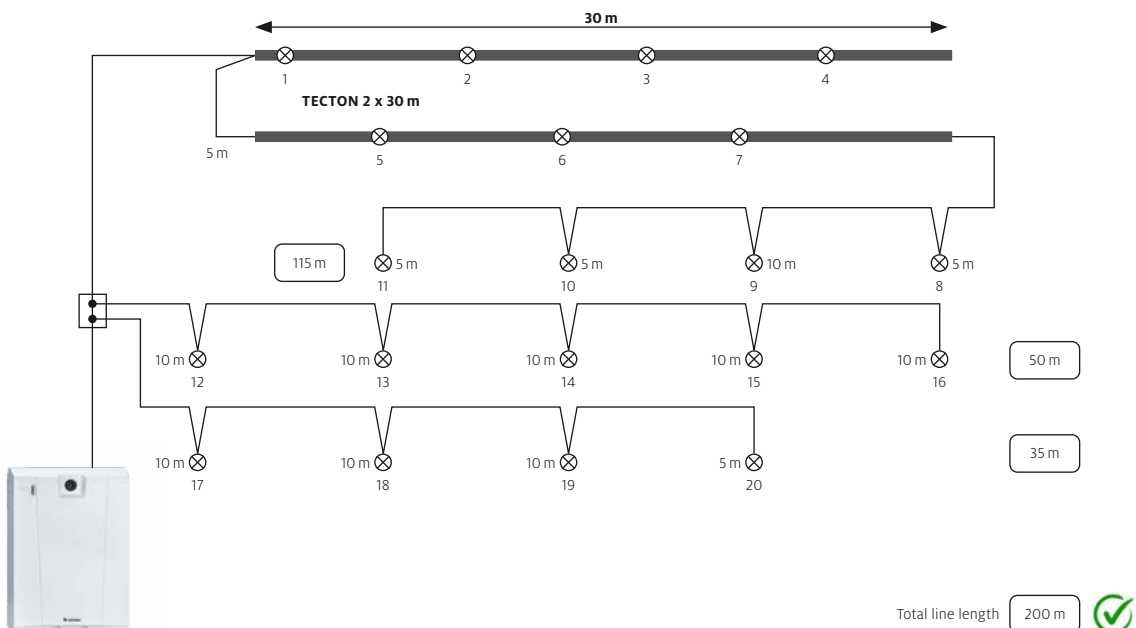 30 m
1 2 3 4
TECTON 2 x 30 m
5 m
5 6 7
115 m
5 m 5 m 10 m 5 m
11 10 9 8
10 m 10 m 10 m 10 m 10 m
12 13 14 15 16
50 m
10 m 10 m 10 m 5 m
17 18 19 20
35 m
Total line length 200 m